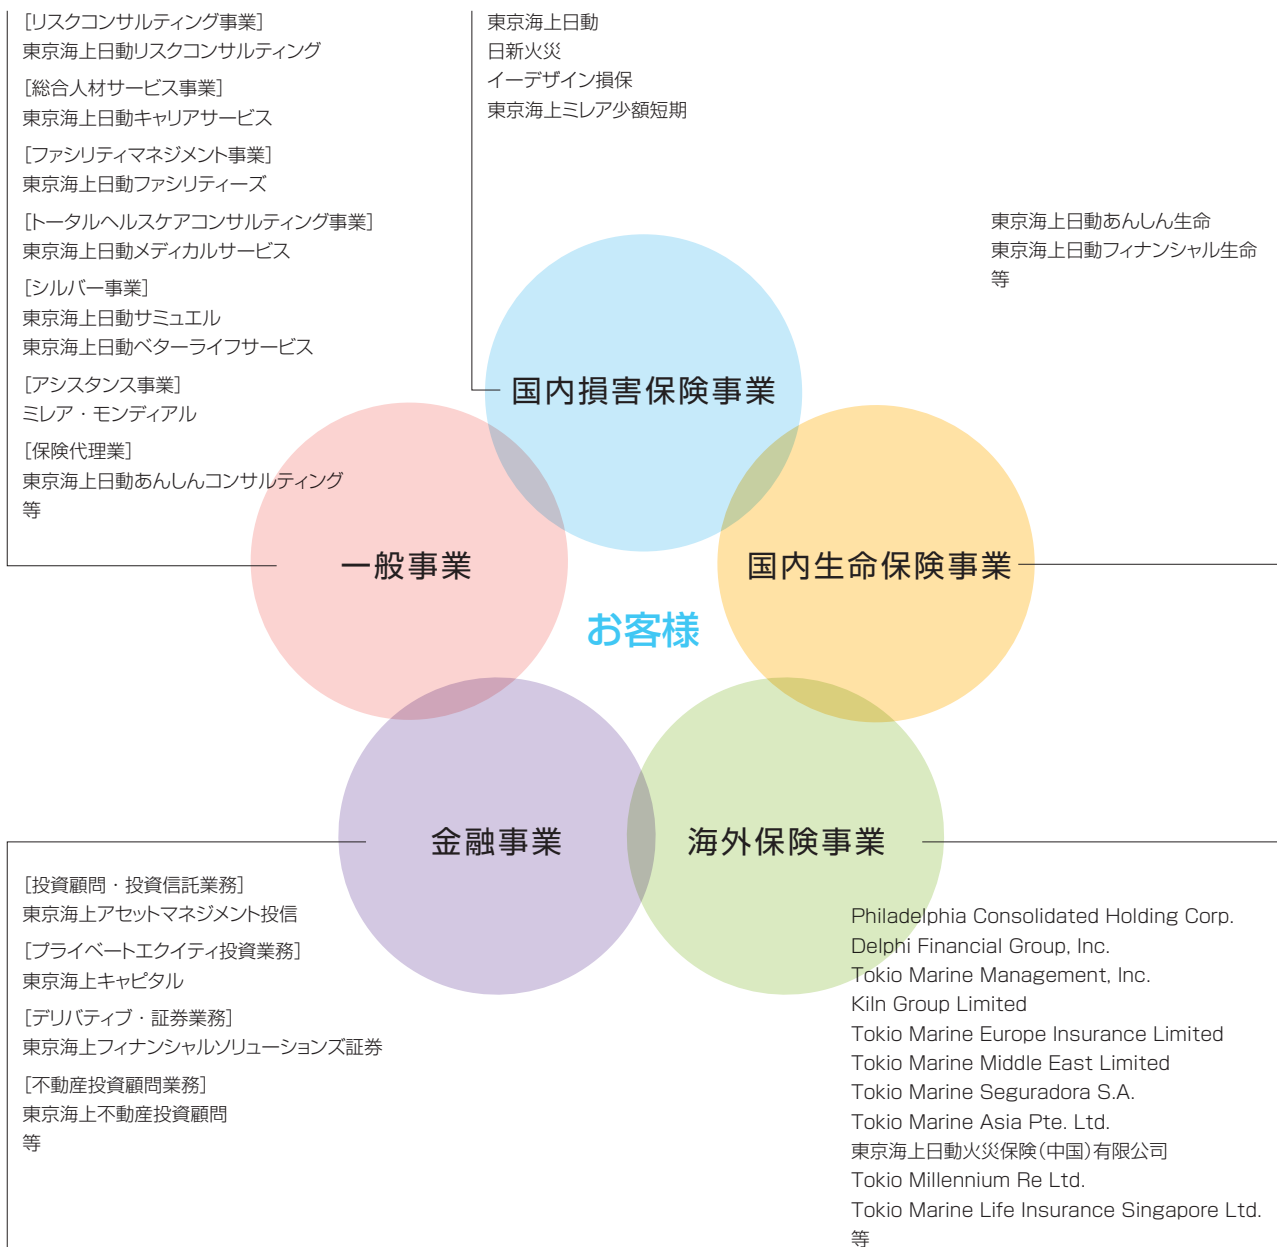 [リスクコンサルティング事業]
東京海上日動リスクコンサルティング
[総合人材サービス事業]
東京海上日動キャリアサービス
[ファシリティマネジメント事業]
東京海上日動ファシリティーズ
[トータルヘルスケアコンサルティング事業]
東京海上日動メディカルサービス
[シルバー事業]
東京海上日動サミュエル
東京海上日動ベターライフサービス
[アシスタンス事業]
ミレア・モンディアル
[保険代理業]
東京海上日動あんしんコンサルティング
等
東京海上日動
日新火災
イーデザイン損保
東京海上ミレア少額短期
東京海上日動あんしん生命
東京海上日動フィナンシャル生命
等
国内損害保険事業
一般事業
国内生命保険事業
お客様
金融事業
海外保険事業
[投資顧問・投資信託業務]
東京海上アセットマネジメント投信
[プライベートエクイティ投資業務]
東京海上キャピタル
[デリバティブ・証券業務]
東京海上フィナンシャルソリューションズ証券
[不動産投資顧問業務]
東京海上不動産投資顧問
等
Philadelphia Consolidated Holding Corp.
Delphi Financial Group, Inc.
Tokio Marine Management, Inc.
Kiln Group Limited
Tokio Marine Europe Insurance Limited
Tokio Marine Middle East Limited
Tokio Marine Seguradora S.A.
Tokio Marine Asia Pte. Ltd.
東京海上日動火災保険(中国)有限公司
Tokio Millennium Re Ltd.
Tokio Marine Life Insurance Singapore Ltd.
等